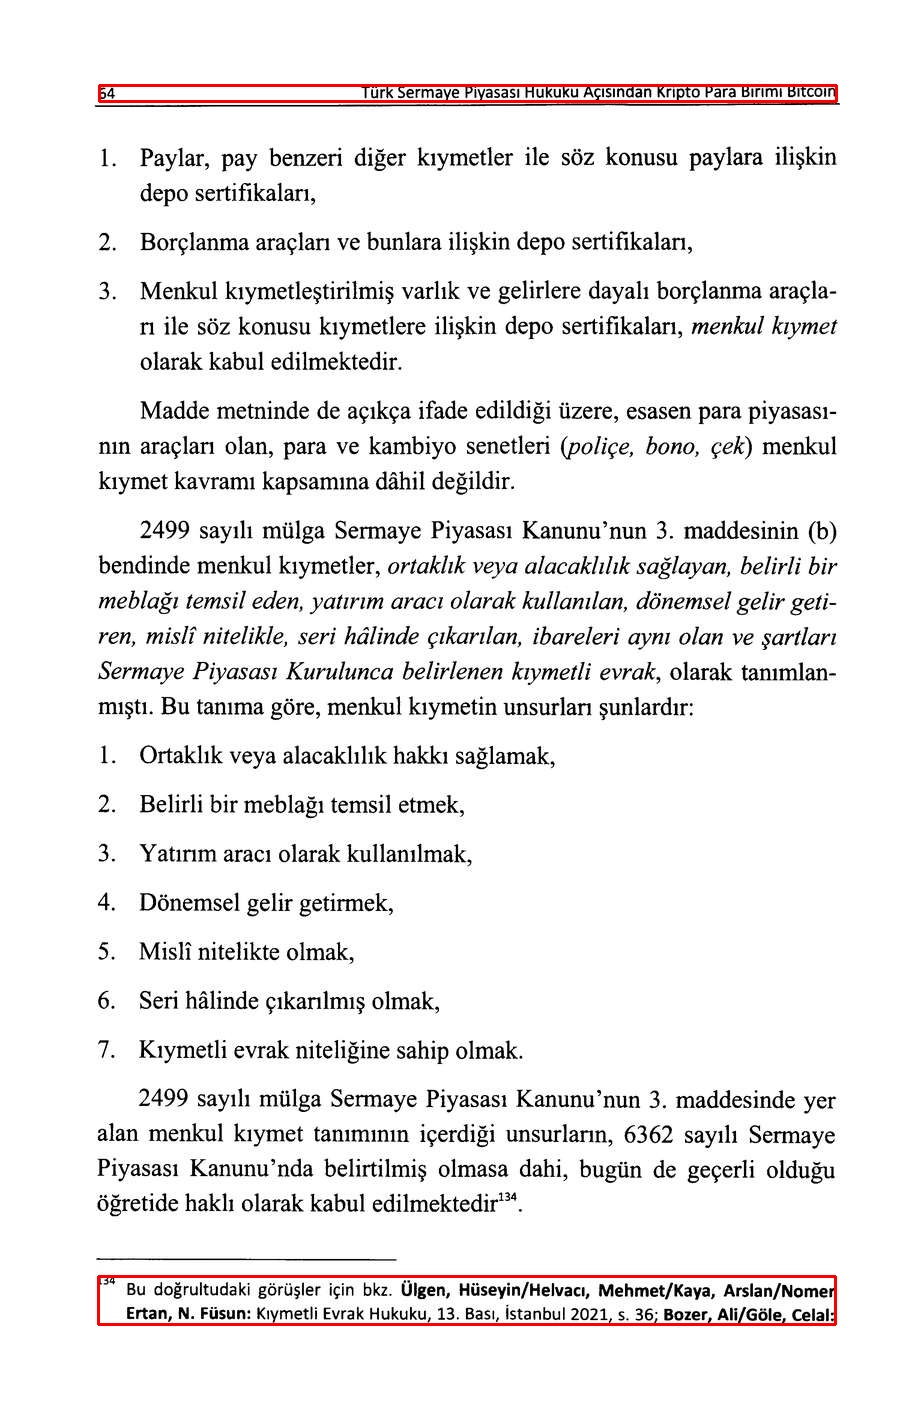 64 Türk Sermaye Piyasası Hukuku Açısından Kripto Para Birimi Bitcoin
1. Paylar, pay benzeri diğer kıymetler ile söz konusu paylara ilişkin
depo sertifikaları,
2. Borçlanma araçları ve bunlara ilişkin depo sertifikaları,
3. Menkul kıymetleştirilmiş varlık ve gelirlere dayalı borçlanma araçla-
rı ile söz konusu kıymetlere ilişkin depo sertifikaları, menkul kıymet
olarak kabul edilmektedir.
Madde metninde de açıkça ifade edildiği üzere, esasen para piyasası-
nın araçları olan, para ve kambiyo senetleri (poliçe, bono, çek) menkul
kıymet kavramı kapsamına dâhil değildir.
2499 sayılı mülga Sermaye Piyasası Kanunu’nun 3. maddesinin (b)
bendinde menkul kıymetler, ortaklık veya alacaklılık sağlayan, belirli bir
meblağı temsil eden, yatırım aracı olarak kullanılan, dönemsel gelir geti-
ren, mislî nitelikle, seri hâlinde çıkarılan, ibareleri aynı olan ve şartları
Sermaye Piyasası Kurulunca belirlenen kıymetli evrak, olarak tanımlan-
mıştı. Bu tanıma göre, menkul kıymetin unsurları şunlardır:
1. Ortaklık veya alacaklılık hakkı sağlamak,
2. Belirli bir meblağı temsil etmek,
3. Yatırım aracı olarak kullanılmak,
4. Dönemsel gelir getirmek,
5. Mislî nitelikte olmak,
6. Seri hâlinde çıkarılmış olmak,
7. Kıymetli evrak niteliğine sahip olmak.
2499 sayılı mülga Sermaye Piyasası Kanunu’nun 3. maddesinde yer
alan menkul kıymet tanımının içerdiği unsurların, 6362 sayılı Sermaye
Piyasası Kanunu’nda belirtilmiş olmasa dahi, bugün de geçerli olduğu
öğretide haklı olarak kabul edilmektedir134.
134 Bu doğrultudaki görüşler için bkz. Ülgen, Hüseyin/Helvacı, Mehmet/Kaya, Arslan/Nomer
Ertan, N. Füsun: Kıymetli Evrak Hukuku, 13. Bası, İstanbul 2021, s. 36; Bozer, Ali/Göle, Celal: